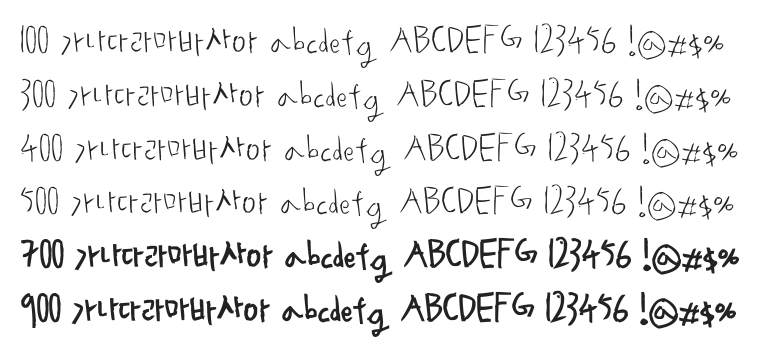 100 가나다라마바사아 abcdefg ABCDEFG 123456 !@#$%
300 가나다라마바사아 abcdefg ABCDEFG 123456 !@#$%
400 가나다라마바사아 abcdefg ABCDEFG 123456 !@#$%
500 가나다라마바사아 abcdefg ABCDEFG 123456 !@#$%
700 가나다라마바사아 abcdefg ABCDEFG 123456 !@#$%
900 가나다라마바사아 abcdefg ABCDEFG 123456 !@#$%